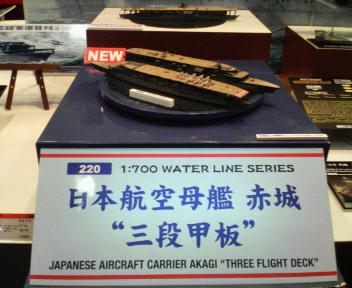 NEW
220 1:700 WATER LINE SERIES
日本航空母艦 赤城
“三段甲板”
JAPANESE AIRCRAFT CARRIER AKAGI “THREE FLIGHT DECK”